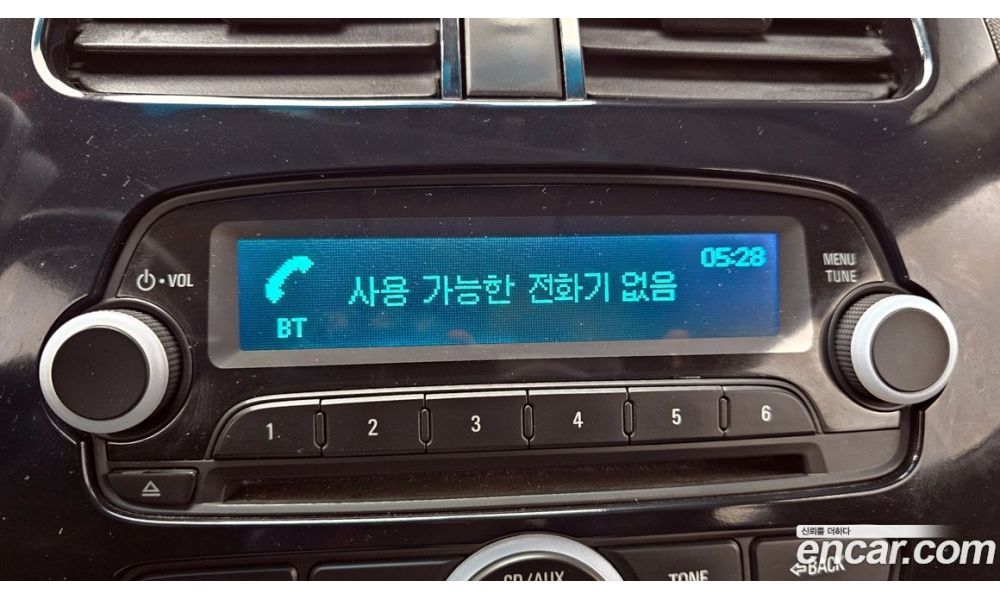 05:28
사용 가능한 전화기 없음
BT
VOL
MENU
TUNE
1 2 3 4 5 6
신뢰를 더하다
encar.com
CD/AUX
TONE
BACK